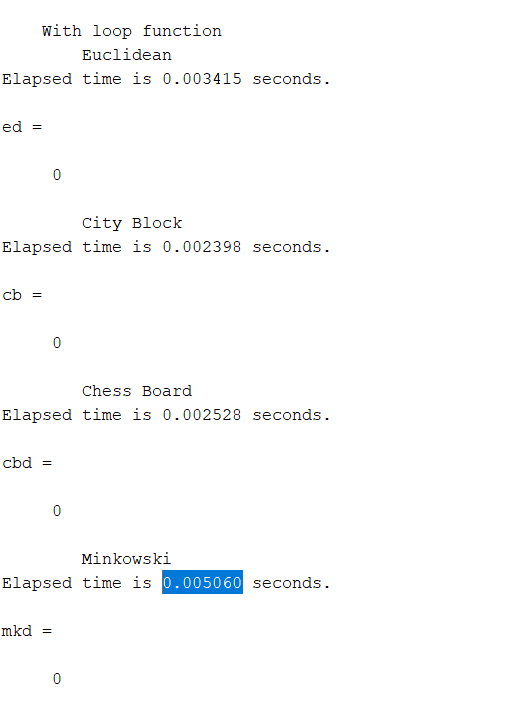 With loop function
Euclidean
Elapsed time is 0.003415 seconds.
ed =
0
City Block
Elapsed time is 0.002398 seconds.
cb =
0
Chess Board
Elapsed time is 0.002528 seconds.
cbd =
0
Minkowski
Elapsed time is 0.005060 seconds.
mkd =
0